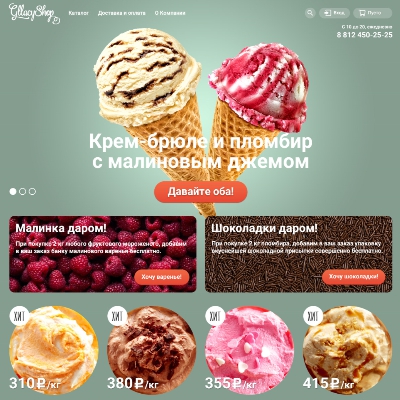 GllacyShop
Каталог
Доставка и оплата
О Компании
Вход
Пусто
С 10 до 20, ежедневно
8 812 450-25-25
Крем-брюле и пломбир
с малиновым джемом
Давайте оба!
Малинка даром!
При покупке 2 кг любого фруктового мороженого, добавим
в ваш заказ банку малинового варенья бесплатно.
Хочу варенье!
Шоколадки даром!
При покупке 2 кг пломбира, добавим в ваш заказ упаковку
вкуснейшей шоколадной присыпки совершенно бесплатно.
Хочу шоколадки!
ХИТ
ХИТ
ХИТ
ХИТ
310 ₽/кг
380 ₽/кг
355 ₽/кг
415 ₽/кг